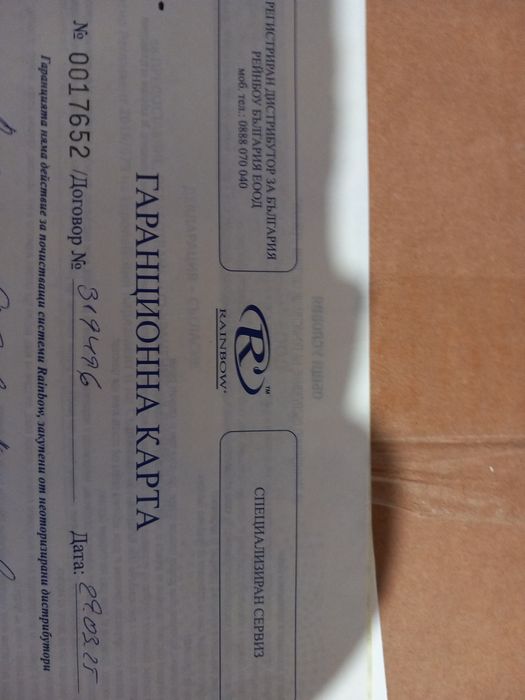 РЕГИСТРИРАН ДИСТРИБУТОР ЗА БЪЛГАРИЯ
РЕЙНБОУ БЪЛГАРИЯ ЕООД
моб. тел.: 0888 070 040
R™
RAINBOW®
СПЕЦИАЛИЗИРАН СЕРВИЗ
ГАРАНЦИОННА КАРТА
№ 0017652 /Договор № 319496 Дата: 29.03.25
Гаранцията няма действие за почистващи системи Rainbow, закупени от неоторизирани дистрибутори